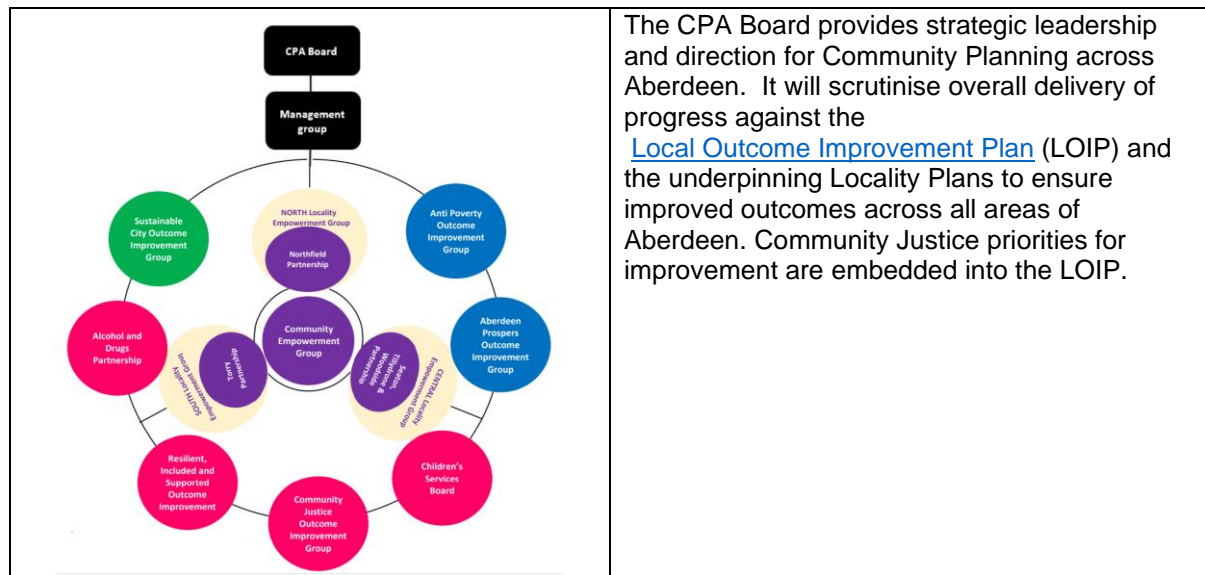 CPA Board
Management
group
Sustainable
City Outcome
Improvement
Group
NORTH Locality
Empowerment Group
Northfield
Partnership
Anti Poverty
Outcome
Improvement
Group
Alcohol and
Drugs
Partnership
SOUTH Locality
Empowerment Group
Torry
Partnership
Community
Empowerment
Group
Seaton,
Tillydrone &
Woodside
Partnership
CENTRAL Locality
Empowerment Group
Aberdeen
Prospers
Outcome
Improvement
Group
Resilient,
Included and
Supported
Outcome
Improvement
Community
Justice
Outcome
Improvement
Group
Children's
Services
Board
The CPA Board provides strategic leadership
and direction for Community Planning across
Aberdeen. It will scrutinise overall delivery of
progress against the
Local Outcome Improvement Plan (LOIP) and
the underpinning Locality Plans to ensure
improved outcomes across all areas of
Aberdeen. Community Justice priorities for
improvement are embedded into the LOIP.